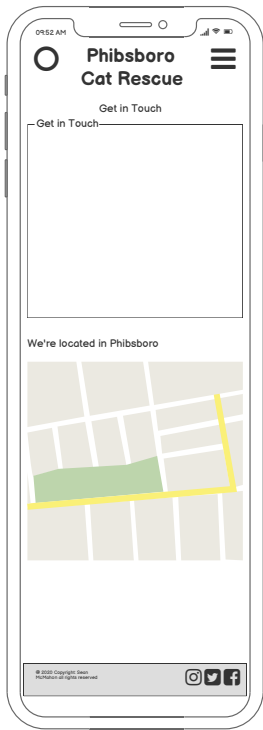 09:52 AM
Phibsboro
Cat Rescue
Get in Touch
Get in Touch
We're located in Phibsboro
© 2020 Copyright: Sean
McMahon all rights reserved